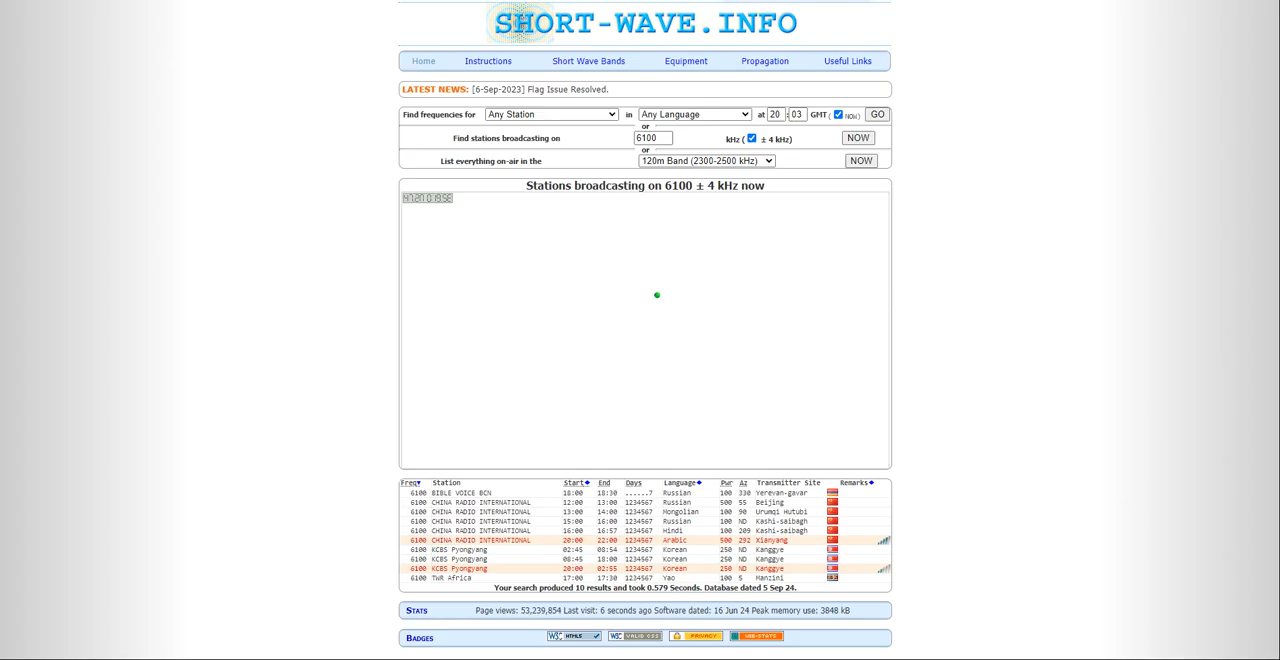 SHORT-WAVE.INFO
Home Instructions Short Wave Bands Equipment Propagation Useful Links
LATEST NEWS: [6-Sep-2023] Flag Issue Resolved.
Find frequencies for Any Station in Any Language at 20 : 03 GMT ( NOW) GO
or
Find stations broadcasting on 6100 kHz ( ± 4 kHz) NOW
or
List everything on-air in the 120m Band (2300-2500 kHz) NOW
Stations broadcasting on 6100 ± 4 kHz now
Freq Station Start End Days Language Pwr Az Transmitter Site Remarks
6100 BIBLE VOICE BCN 18:00 18:30 ......7 Russian 100 330 Yerevan-gavar
6100 CHINA RADIO INTERNATIONAL 12:00 13:00 1234567 Russian 500 55 Beijing
6100 CHINA RADIO INTERNATIONAL 13:00 14:00 1234567 Mongolian 100 90 Urumqi Hutubi
6100 CHINA RADIO INTERNATIONAL 15:00 16:00 1234567 Russian 100 ND Kashi-saibagh
6100 CHINA RADIO INTERNATIONAL 16:00 16:57 1234567 Hindi 100 209 Kashi-saibagh
6100 CHINA RADIO INTERNATIONAL 20:00 22:00 1234567 Arabic 500 292 Xianyang
6100 KCBS Pyongyang 02:45 08:54 1234567 Korean 250 ND Kanggye
6100 KCBS Pyongyang 08:45 18:00 1234567 Korean 250 ND Kanggye
6100 KCBS Pyongyang 20:00 02:55 1234567 Korean 250 ND Kanggye
6100 TWR Africa 17:00 17:30 1234567 Yao 100 5 Manzini
Your search produced 10 results and took 0.579 Seconds. Database dated 5 Sep 24.
STATS Page views: 53,239,854 Last visit: 6 seconds ago Software dated: 16 Jun 24 Peak memory use: 3848 kB
BADGES W3C HTML5 W3C VALID CSS PRIVACY WEB-STATS